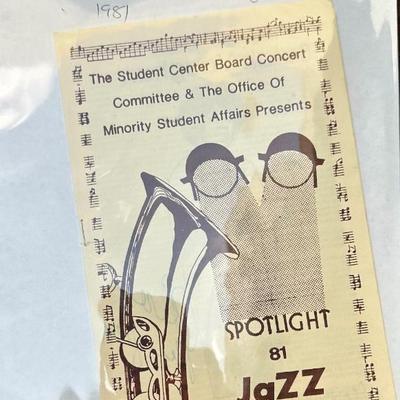 1981
The Student Center Board Concert
Committee & The Office Of
Minority Student Affairs Presents
SPOTLIGHT
81
JaZZ